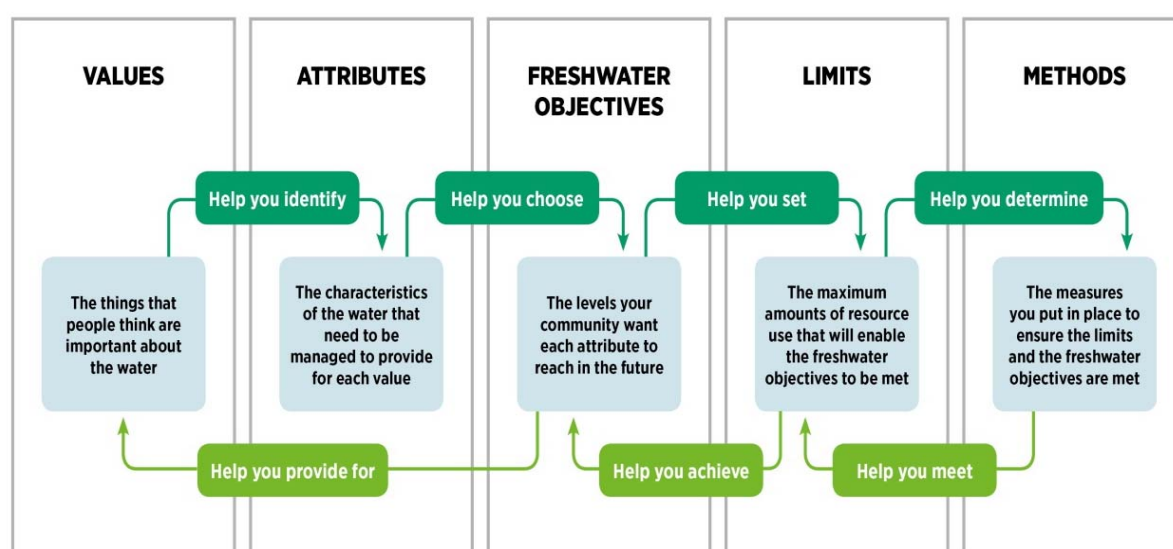 VALUES
ATTRIBUTES
FRESHWATER
OBJECTIVES
LIMITS
METHODS
Help you identify
Help you choose
Help you set
Help you determine
The things that
people think are
important about
the water
The characteristics
of the water that
need to be
managed to provide
for each value
The levels your
community want
each attribute to
reach in the future
The maximum
amounts of resource
use that will enable
the freshwater
objectives to be met
The measures
you put in place to
ensure the limits
and the freshwater
objectives are met
Help you provide for
Help you achieve
Help you meet